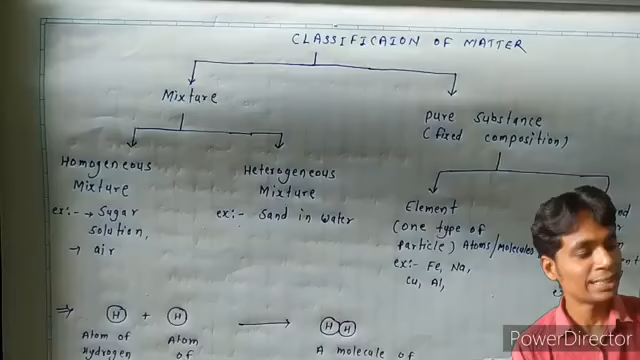 CLASSIFICAION OF MATTER
Mixture
Pure Substance
(fixed composition)
Homogeneous
Mixture
ex:- → Sugar
solution,
→ air
Heterogeneous
Mixture
ex:- Sand in water
Element
(one type of
particle) Atoms/molecules
ex:- Fe, Na,
Cu, Al,
⇒ H + H → H H
Atom of
Hydrogen
Atom
of
A molecule of
PowerDirector